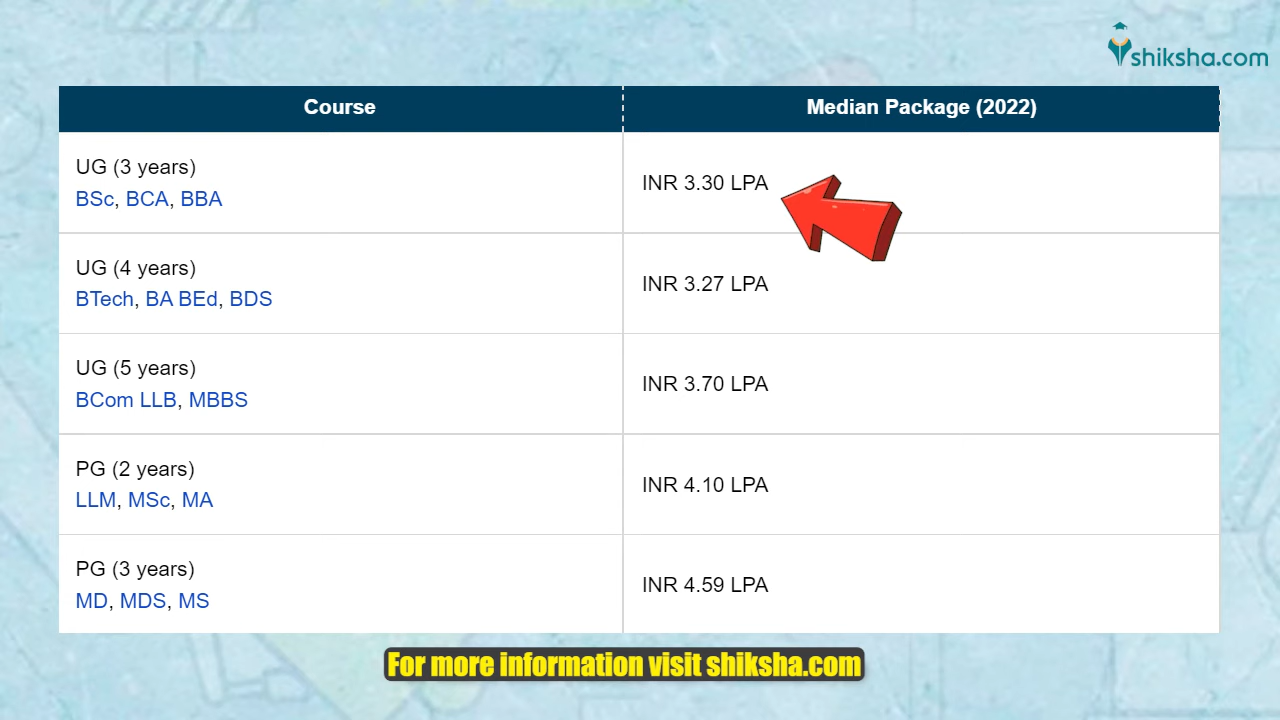 shiksha.com
Course Median Package (2022)
UG (3 years)
BSc, BCA, BBA
INR 3.30 LPA
UG (4 years)
BTech, BA BEd, BDS
INR 3.27 LPA
UG (5 years)
BCom LLB, MBBS
INR 3.70 LPA
PG (2 years)
LLM, MSc, MA
INR 4.10 LPA
PG (3 years)
MD, MDS, MS
INR 4.59 LPA
For more information visit shiksha.com